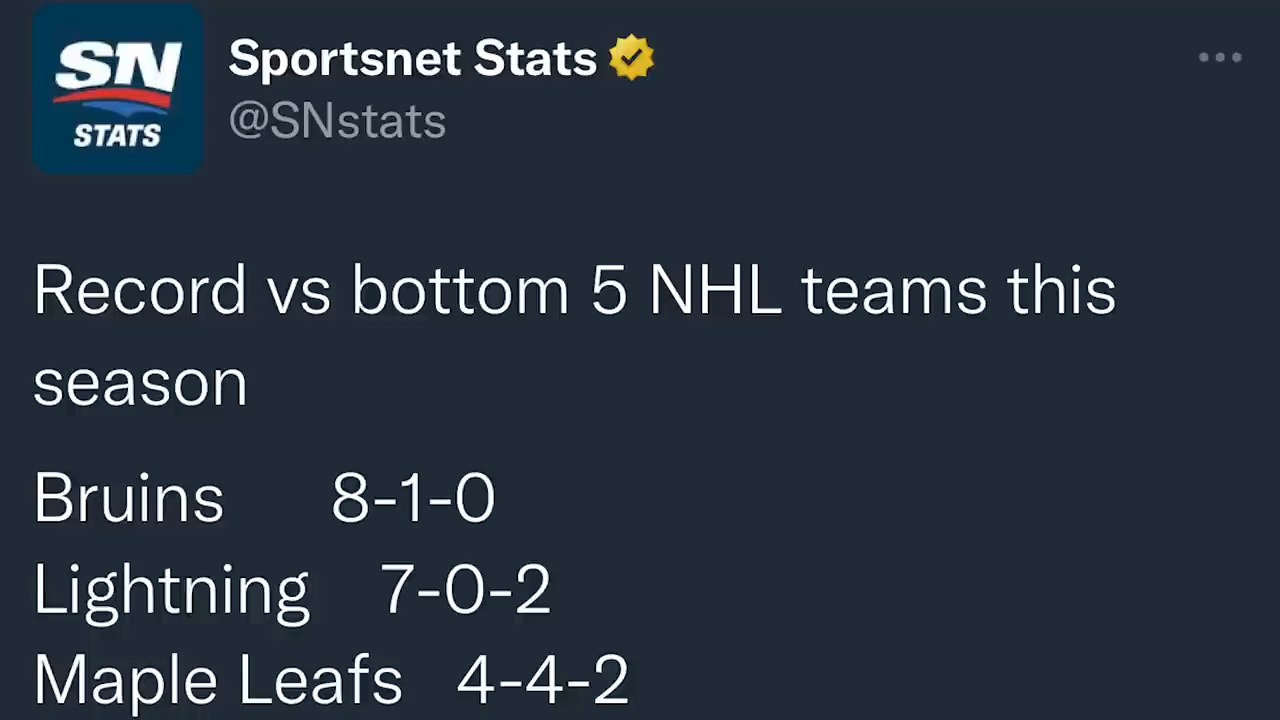 SN
STATS
Sportsnet Stats
@SNstats
Record vs bottom 5 NHL teams this
season
Bruins 8-1-0
Lightning 7-0-2
Maple Leafs 4-4-2